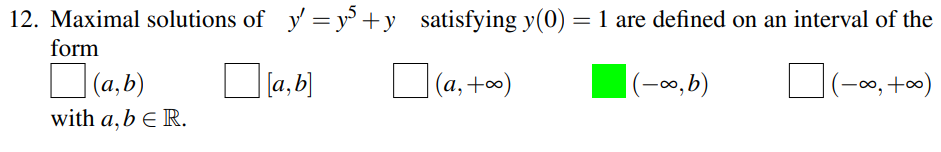 12. Maximal solutions of y′ = y⁵ + y satisfying y(0) = 1 are defined on an interval of the
form
(a,b) [a,b] (a,+∞) (−∞,b) (−∞,+∞)
with a,b ∈ ℝ.